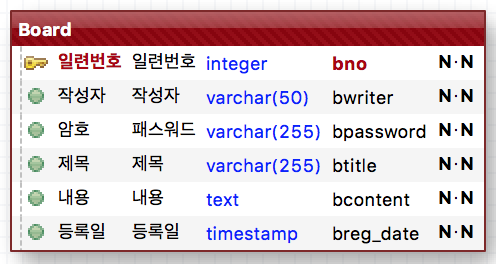 Board
일련번호 일련번호 integer bno N·N
작성자 작성자 varchar(50) bwriter N·N
암호 패스워드 varchar(255) bpassword N·N
제목 제목 varchar(255) btitle N·N
내용 내용 text bcontent N·N
등록일 등록일 timestamp breg_date N·N